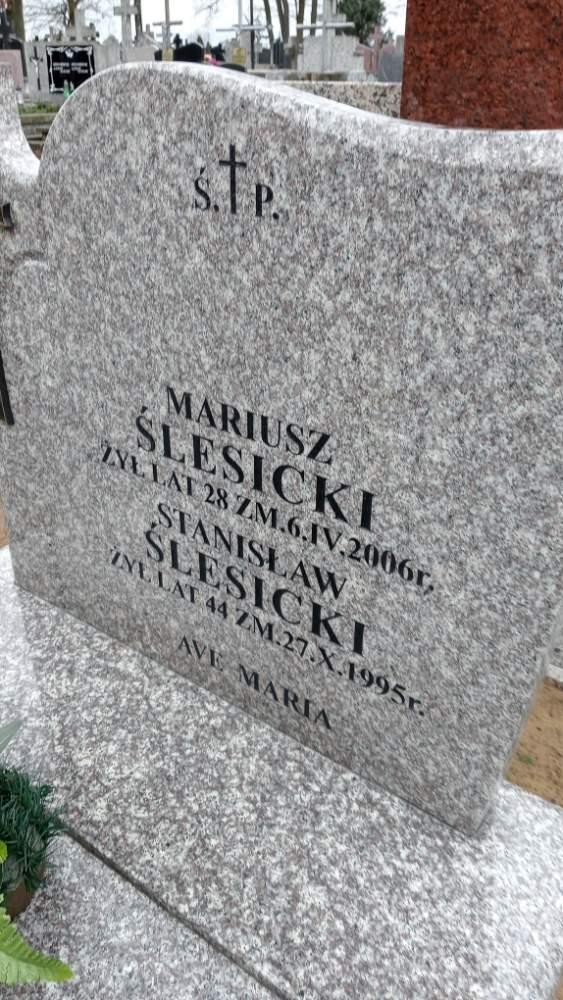 Ś. P.
MARIUSZ
ŚLESICKI
ŻYŁ LAT 28 ZM.6.IV.2006r,
STANISŁAW
ŚLESICKI
ŻYŁ LAT 44 ZM.27.X.1995r.
AVE MARIA